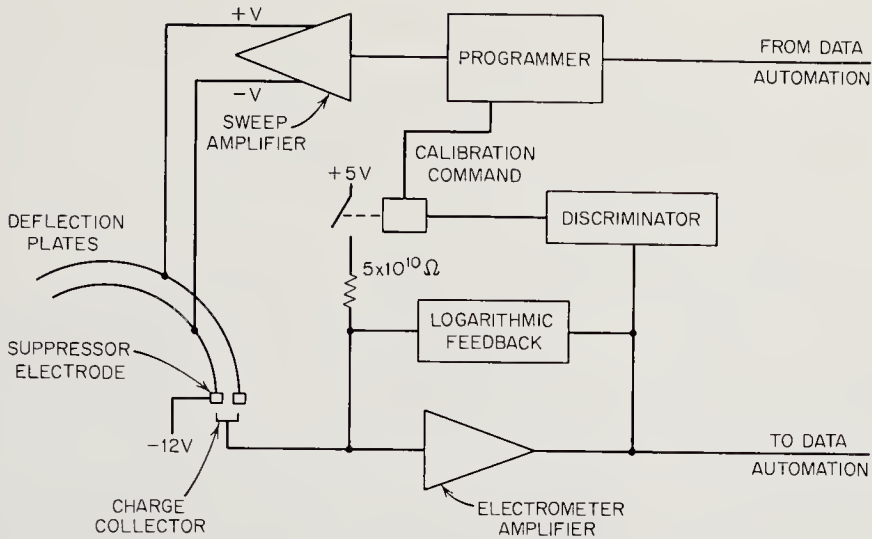 +V
-V
SWEEP
AMPLIFIER
PROGRAMMER
FROM DATA
AUTOMATION
CALIBRATION
COMMAND
+5V
DISCRIMINATOR
DEFLECTION
PLATES
5x10¹⁰Ω
LOGARITHMIC
FEEDBACK
SUPPRESSOR
ELECTRODE
-12V
CHARGE
COLLECTOR
ELECTROMETER
AMPLIFIER
TO DATA
AUTOMATION